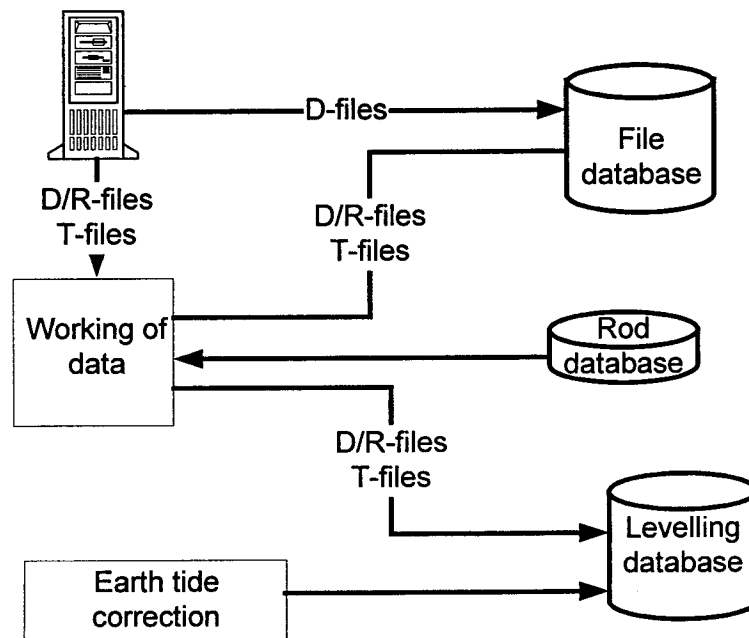 D-files
File
database
D/R-files
T-files
D/R-files
T-files
Working of
data
Rod
database
D/R-files
T-files
Levelling
database
Earth tide
correction